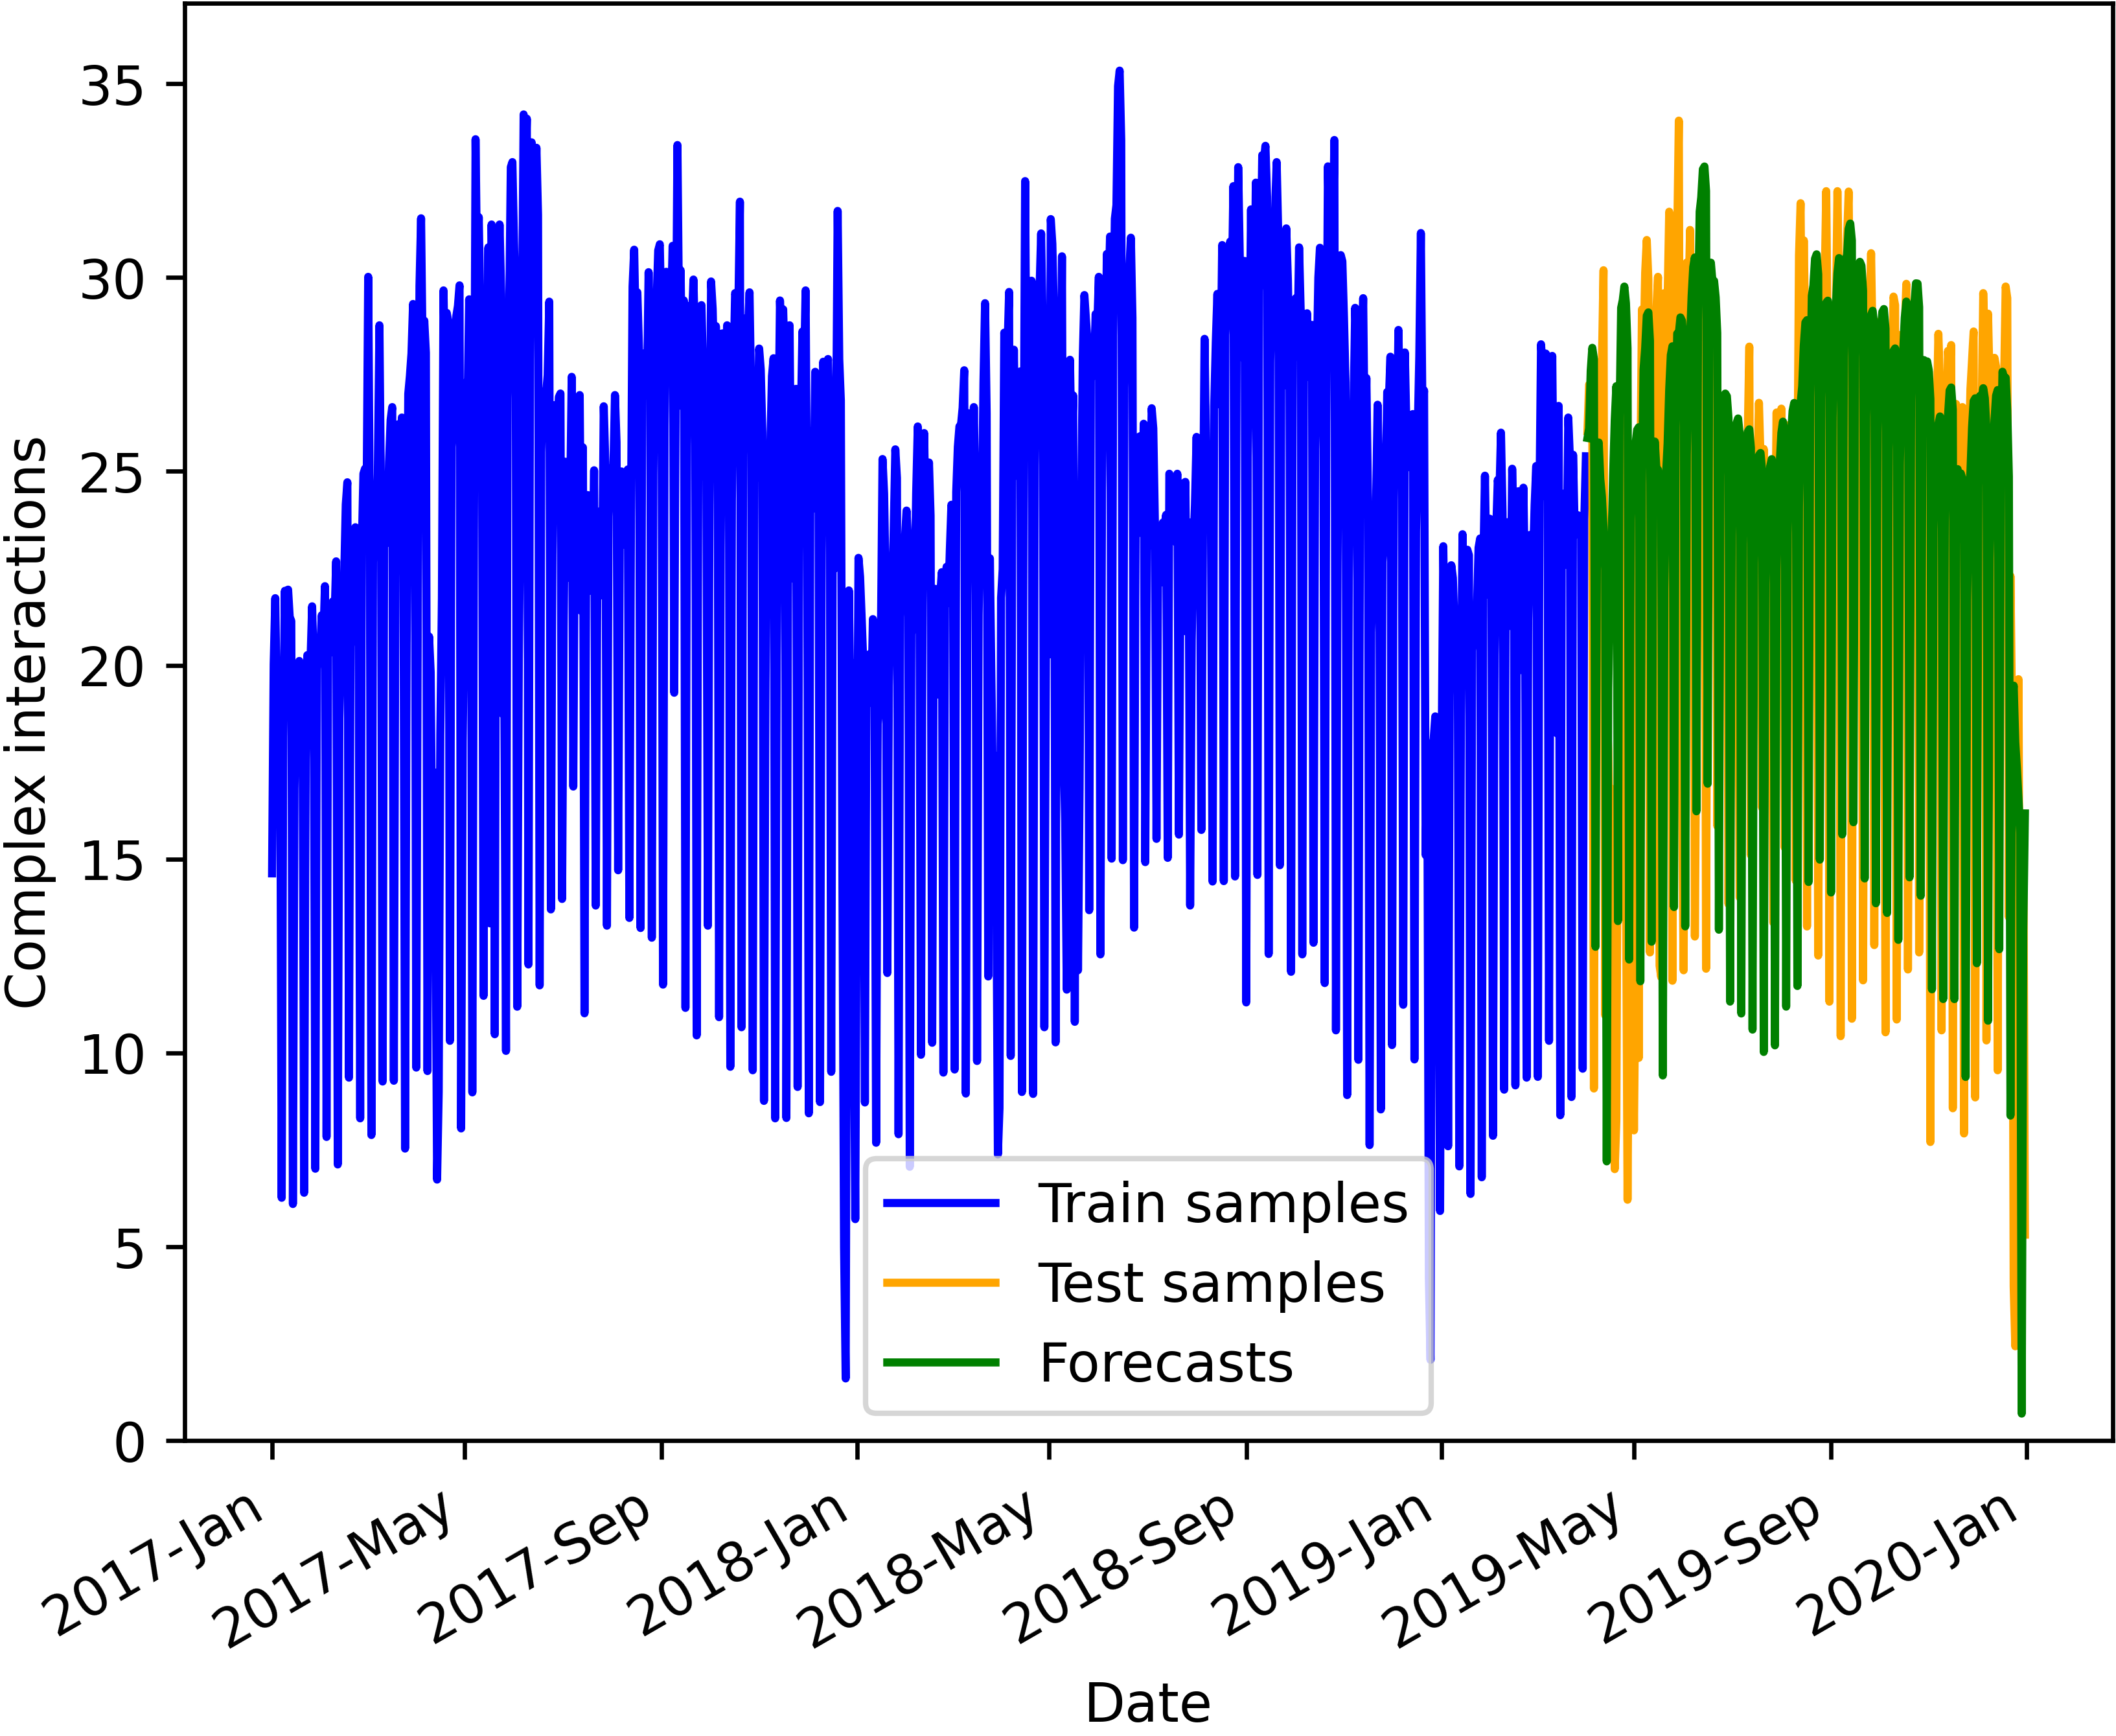 35
30
25
20
15
10
5
0
Complex interactions
Train samples
Test samples
Forecasts
2017-Jan
2017-May
2017-Sep
2018-Jan
2018-May
2018-Sep
2019-Jan
2019-May
2019-Sep
2020-Jan
Date